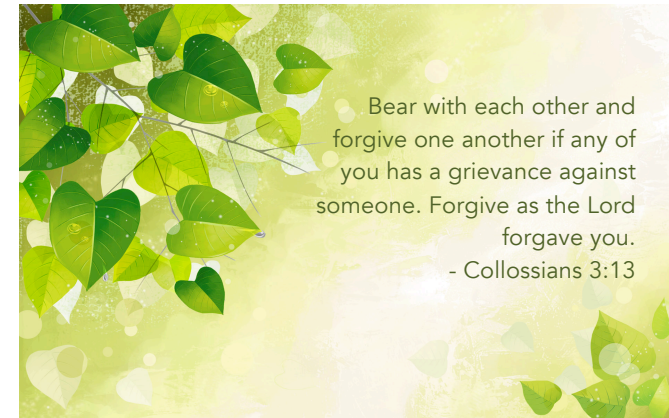 Bear with each other and
forgive one another if any of
you has a grievance against
someone. Forgive as the Lord
forgave you.
- Collossians 3:13